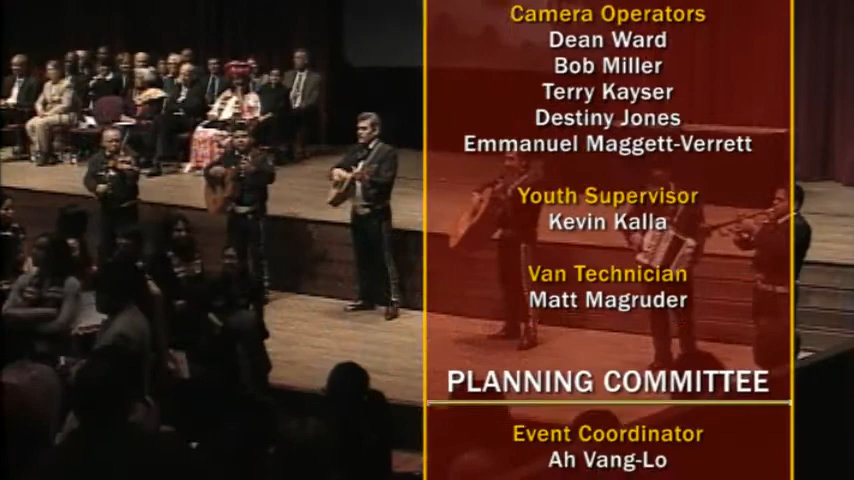 Camera Operators
Dean Ward
Bob Miller
Terry Kayser
Destiny Jones
Emmanuel Maggett-Verrett
Youth Supervisor
Kevin Kalla
Van Technician
Matt Magruder
PLANNING COMMITTEE
Event Coordinator
Ah Vang-Lo